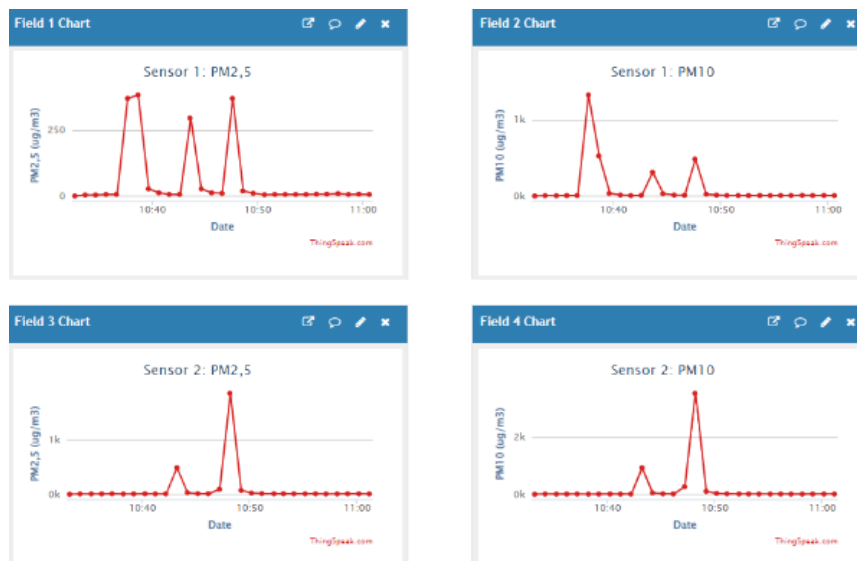 Field 1 Chart
Sensor 1: PM2,5
PM2,5 (ug/m3)
250
0
10:40
10:50
11:00
Date
ThingSpeak.com
Field 2 Chart
Sensor 1: PM10
PM10 (ug/m3)
1k
0k
10:40
10:50
11:00
Date
ThingSpeak.com
Field 3 Chart
Sensor 2: PM2,5
PM2,5 (ug/m3)
1k
0k
10:40
10:50
11:00
Date
ThingSpeak.com
Field 4 Chart
Sensor 2: PM10
PM10 (ug/m3)
2k
0k
10:40
10:50
11:00
Date
ThingSpeak.com